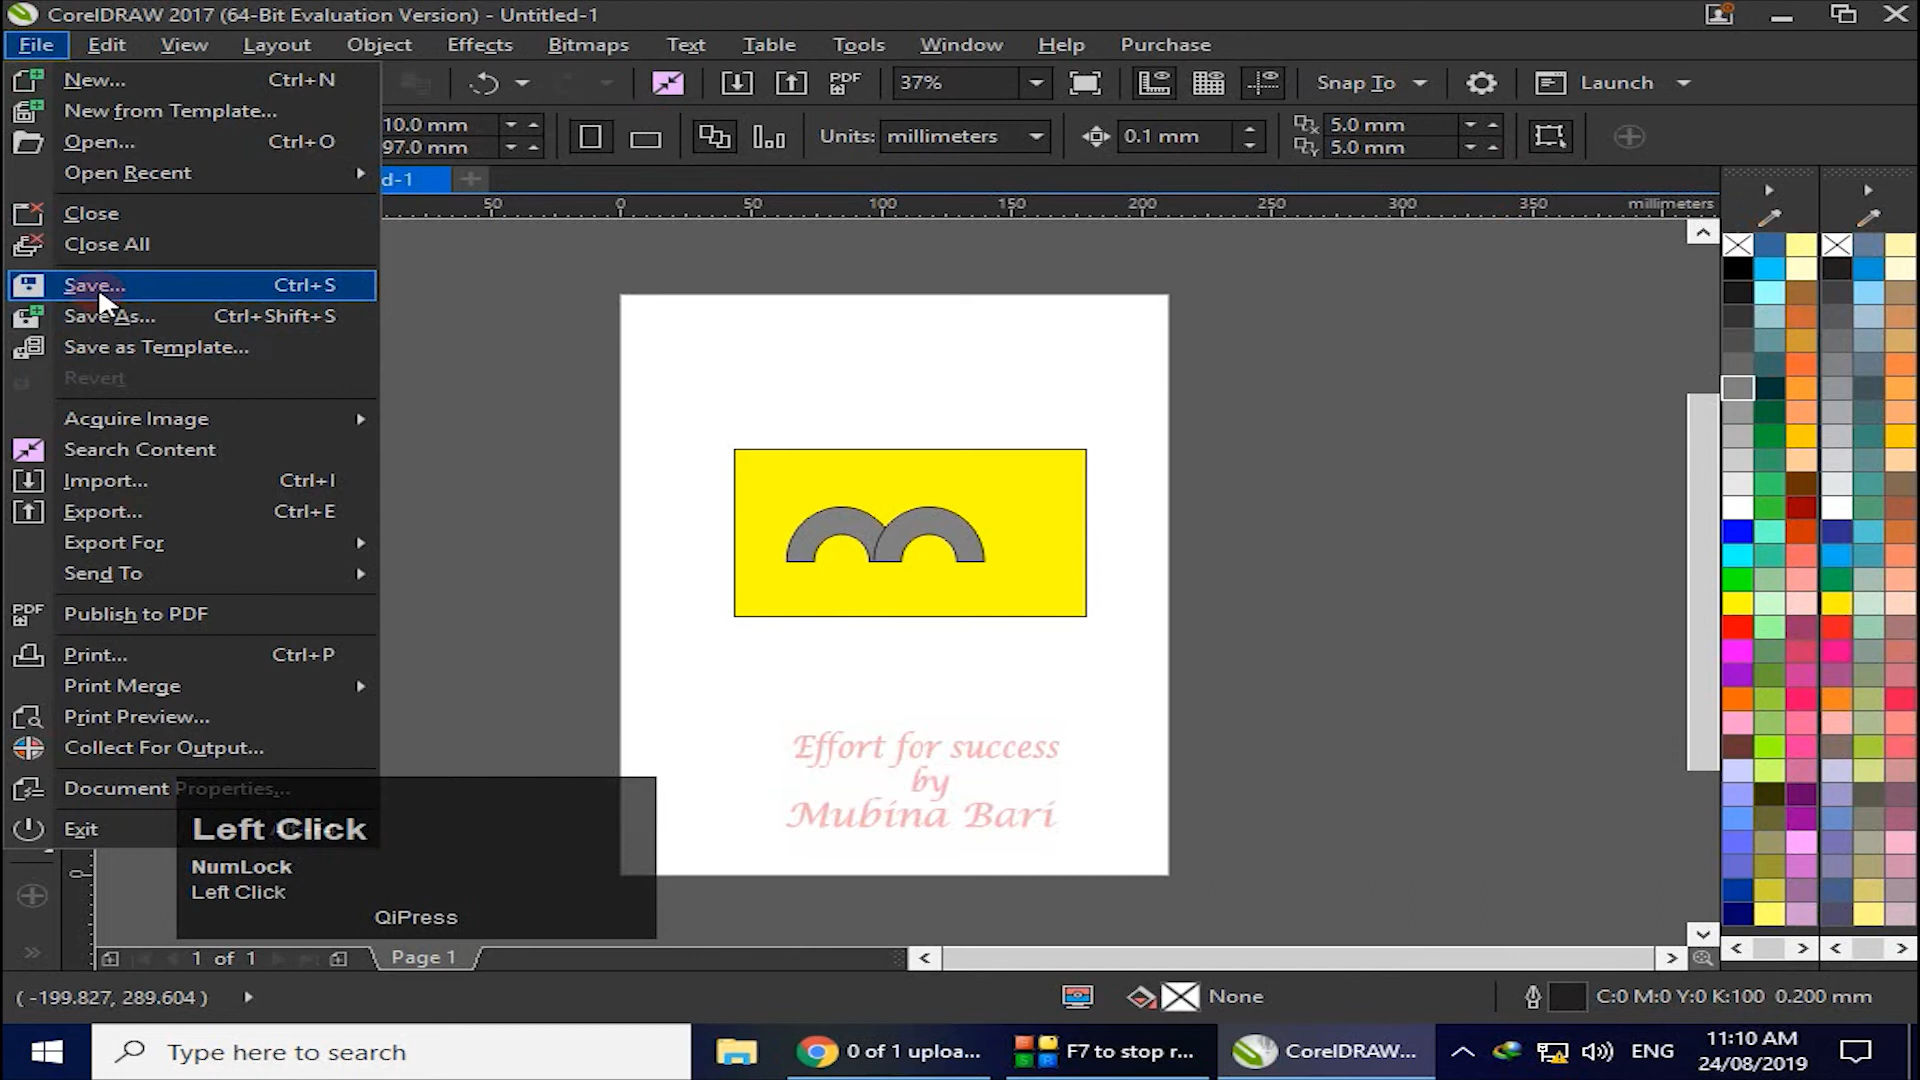 CorelDRAW 2017 (64-Bit Evaluation Version) - Untitled-1
File Edit View Layout Object Effects Bitmaps Text Table Tools Window Help Purchase
PDF 37% Snap To Launch
10.0 mm
97.0 mm
Units: millimeters 0.1 mm
5.0 mm
5.0 mm
d-1
50 0 50 100 150 200 250 300 350 millimeters
New... Ctrl+N
New from Template...
Open... Ctrl+O
Open Recent
Close
Close All
Save... Ctrl+S
Save As... Ctrl+Shift+S
Save as Template...
Revert
Acquire Image
Search Content
Import... Ctrl+I
Export... Ctrl+E
Export For
Send To
PDF Publish to PDF
Print... Ctrl+P
Print Merge
Print Preview...
Collect For Output...
Document Properties...
Exit
Left Click
NumLock
Left Click
QiPress
Effort for success
by
Mubina Bari
1 of 1 Page 1
( -199.827, 289.604 ) None C:0 M:0 Y:0 K:100 0.200 mm
Type here to search 0 of 1 uploa... F7 to stop r... CorelDRAW... ENG
11:10 AM
24/08/2019